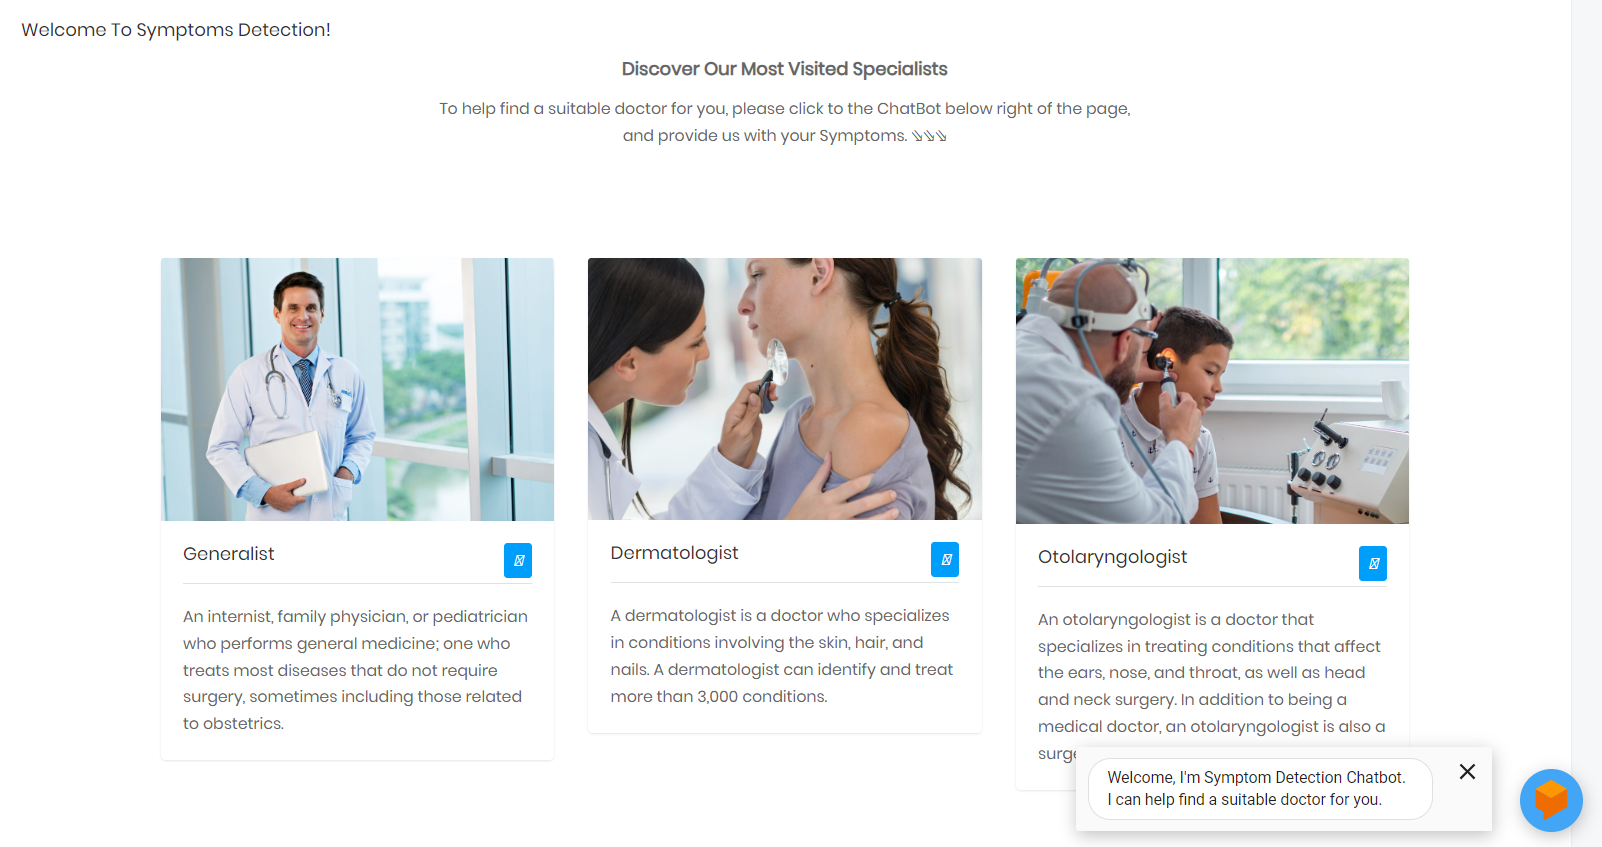 Welcome To Symptoms Detection!
Discover Our Most Visited Specialists
To help find a suitable doctor for you, please click to the ChatBot below right of the page,
and provide us with your Symptoms. ⇘⇘⇘
Generalist
An internist, family physician, or pediatrician
who performs general medicine; one who
treats most diseases that do not require
surgery, sometimes including those related
to obstetrics.
Dermatologist
A dermatologist is a doctor who specializes
in conditions involving the skin, hair, and
nails. A dermatologist can identify and treat
more than 3,000 conditions.
Otolaryngologist
An otolaryngologist is a doctor that
specializes in treating conditions that affect
the ears, nose, and throat, as well as head
and neck surgery. In addition to being a
medical doctor, an otolaryngologist is also a
Welcome, I'm Symptom Detection Chatbot.
I can help find a suitable doctor for you.